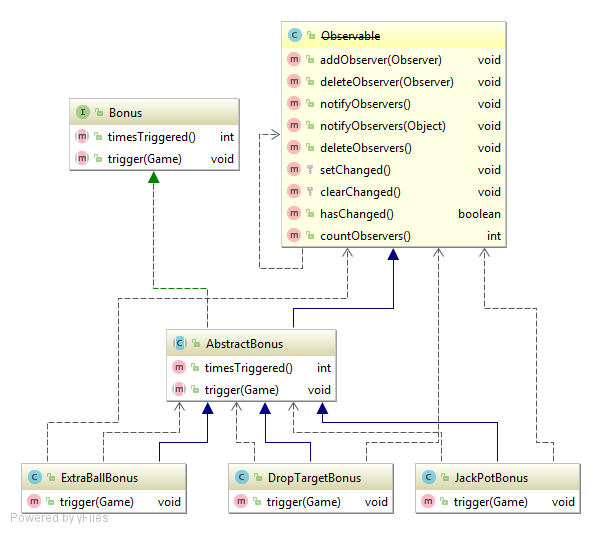 Observable
addObserver(Observer) void
deleteObserver(Observer) void
notifyObservers() void
notifyObservers(Object) void
deleteObservers() void
setChanged() void
clearChanged() void
hasChanged() boolean
countObservers() int
Bonus
timesTriggered() int
trigger(Game) void
AbstractBonus
timesTriggered() int
trigger(Game) void
ExtraBallBonus
trigger(Game) void
DropTargetBonus
trigger(Game) void
JackPotBonus
trigger(Game) void
Powered by yFiles